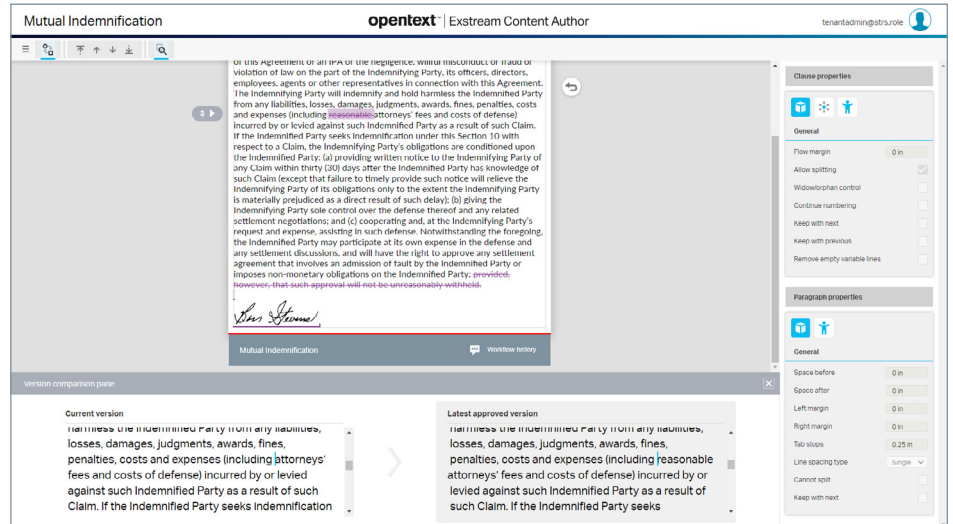 Mutual Indemnification
opentext™ | Exstream Content Author
tenantadmin@strs.role
of this Agreement or an IPA or the negligence, willful misconduct or fraud or
violation of law on the part of the Indemnifying Party, its officers, directors,
employees, agents or other representatives in connection with this Agreement.
The Indemnifying Party will indemnify and hold harmless the Indemnified Party
from any liabilities, losses, damages, judgments, awards, fines, penalties, costs
and expenses (including reasonable attorneys' fees and costs of defense)
incurred by or levied against such Indemnified Party as a result of such Claim.
If the Indemnified Party seeks Indemnification under this Section 10 with
respect to a Claim, the Indemnifying Party's obligations are conditioned upon
the Indemnified Party: (a) providing written notice to the Indemnifying Party of
any Claim within thirty (30) days after the Indemnified Party has knowledge of
such Claim (except that failure to timely provide such notice will relieve the
Indemnifying Party of its obligations only to the extent the Indemnifying Party
is materially prejudiced as a direct result of such delay); (b) giving the
Indemnifying Party sole control over the defense thereof and any related
settlement negotiations; and (c) cooperating and, at the Indemnifying Party's
request and expense, assisting in such defense. Notwithstanding the foregoing,
the Indemnified Party may participate at its own expense in the defense and
any settlement discussions, and will have the right to approve any settlement
agreement that involves an admission of fault by the Indemnified Party or
imposes non-monetary obligations on the Indemnified Party; provided,
however, that such approval will not be unreasonably withheld.
3
Ben Stevens
Mutual Indemnification
Workflow history
Clause properties
General
Flow margin 0 in
Allow splitting
Widow/orphan control
Continue numbering
Keep with next
Keep with previous
Remove empty variable lines
Paragraph properties
General
Space before 0 in
Space after 0 in
Left margin 0 in
Right margin 0 in
Tab stops 0.25 in
Line spacing type Single
Cannot split
Keep with next
Version comparison pane
Current version
harmless the Indemnified Party from any liabilities,
losses, damages, judgments, awards, fines,
penalties, costs and expenses (including attorneys'
fees and costs of defense) incurred by or levied
against such Indemnified Party as a result of such
Claim. If the Indemnified Party seeks Indemnification
Latest approved version
harmless the Indemnified Party from any liabilities,
losses, damages, judgments, awards, fines,
penalties, costs and expenses (including reasonable
attorneys' fees and costs of defense) incurred by or
levied against such Indemnified Party as a result of
such Claim. If the Indemnified Party seeks